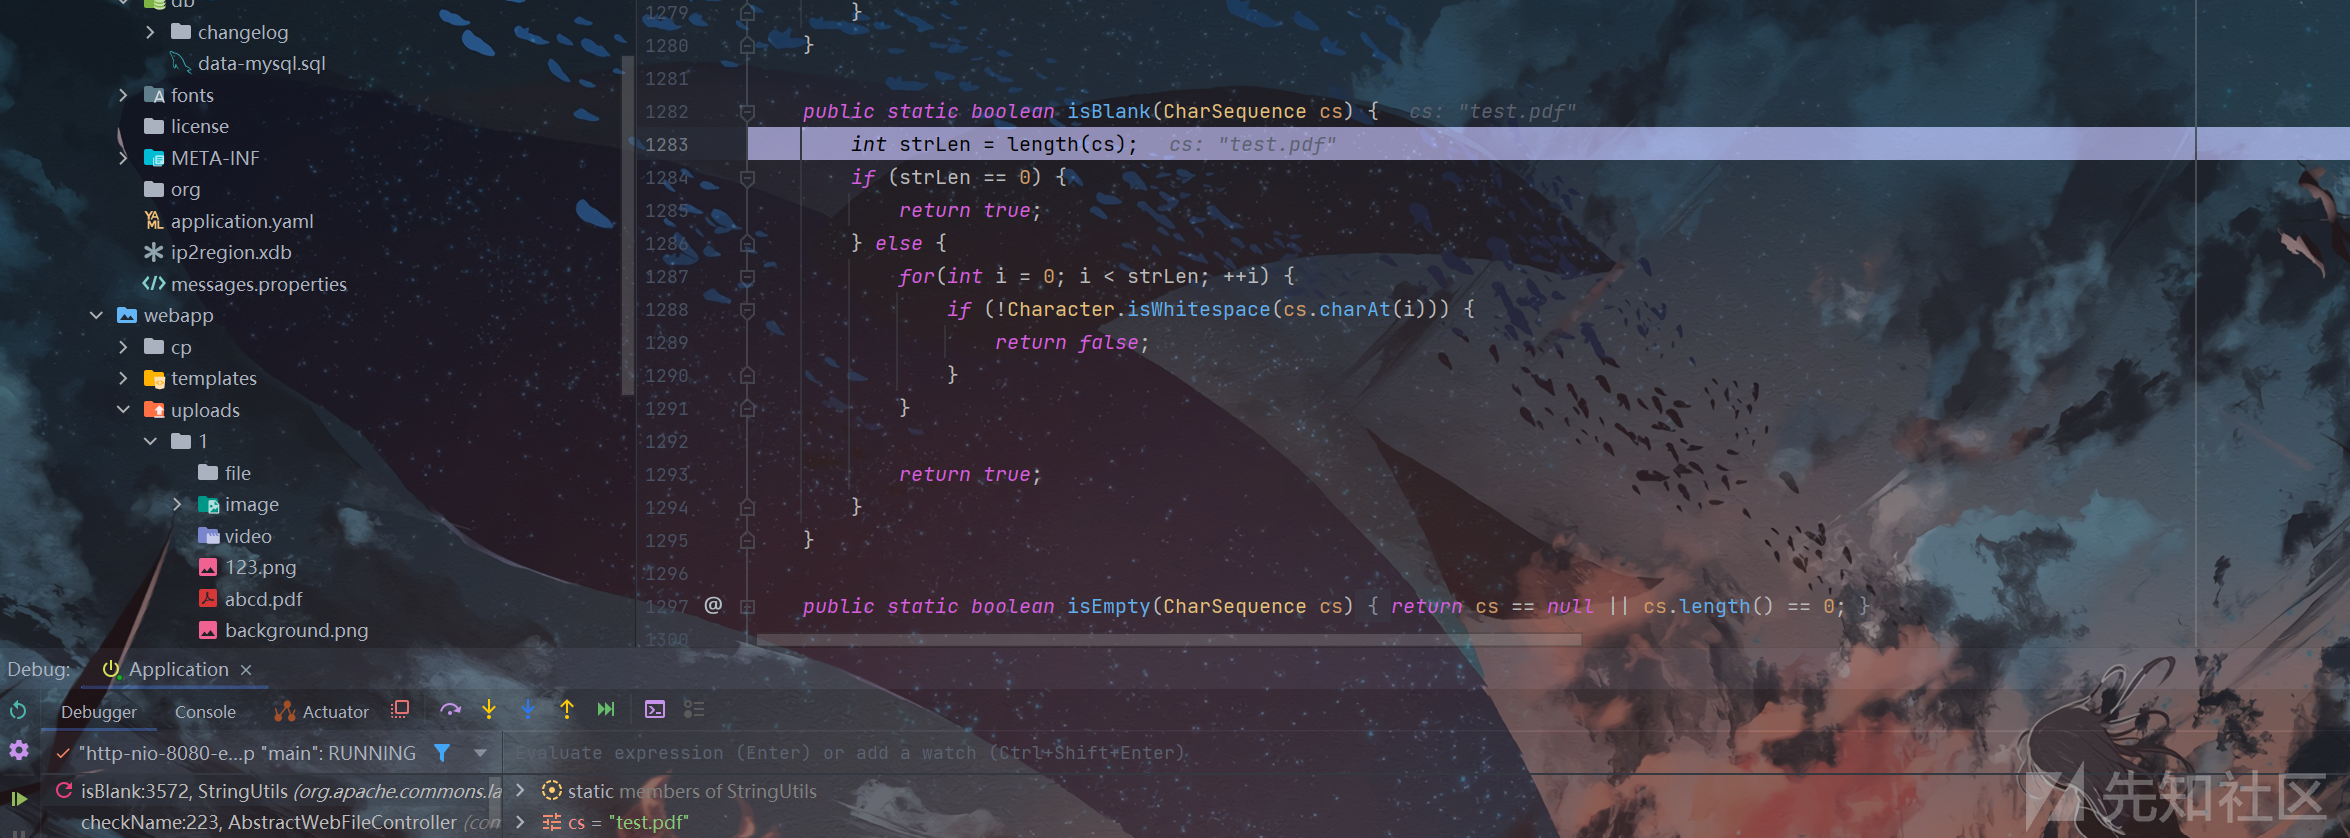 db
changelog
data-mysql.sql
fonts
license
META-INF
org
application.yaml
ip2region.xdb
messages.properties
webapp
cp
templates
uploads
1
file
image
video
123.png
abcd.pdf
background.png
1279 }
1280 }
1281
1282 public static boolean isBlank(CharSequence cs) { cs: "test.pdf"
1283 int strLen = length(cs); cs: "test.pdf"
1284 if (strLen == 0) {
1285 return true;
1286 } else {
1287 for(int i = 0; i < strLen; ++i) {
1288 if (!Character.isWhitespace(cs.charAt(i))) {
1289 return false;
1290 }
1291 }
1292
1293 return true;
1294 }
1295 }
1296
1297 @ public static boolean isEmpty(CharSequence cs) { return cs == null || cs.length() == 0; }
1300
Debug: Application ×
Debugger Console Actuator
"http-nio-8080-e...p "main": RUNNING
Evaluate expression (Enter) or add a watch (Ctrl+Shift+Enter)
isBlank:3572, StringUtils (org.apache.commons.la
static members of StringUtils
checkName:223, AbstractWebFileController (com
cs = "test.pdf"
先知社区